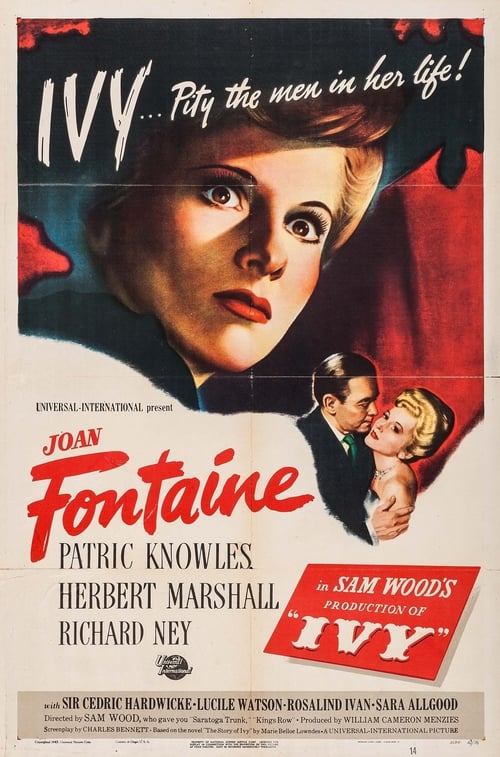 IVY... Pity the men in her life!
UNIVERSAL-INTERNATIONAL present
JOAN
Fontaine
PATRIC KNOWLES
HERBERT MARSHALL
RICHARD NEY
in SAM WOOD'S
PRODUCTION OF
"IVY"
Universal
International
with SIR CEDRIC HARDWICKE • LUCILE WATSON • ROSALIND IVAN • SARA ALLGOOD
Directed by SAM WOOD, who gave you "Saratoga Trunk," "Kings Row" • Produced by WILLIAM CAMERON MENZIES
Screenplay by CHARLES BENNETT • Based on the novel "The Story of Ivy" by Marie Belloc Lowndes • A UNIVERSAL-INTERNATIONAL PICTURE
14